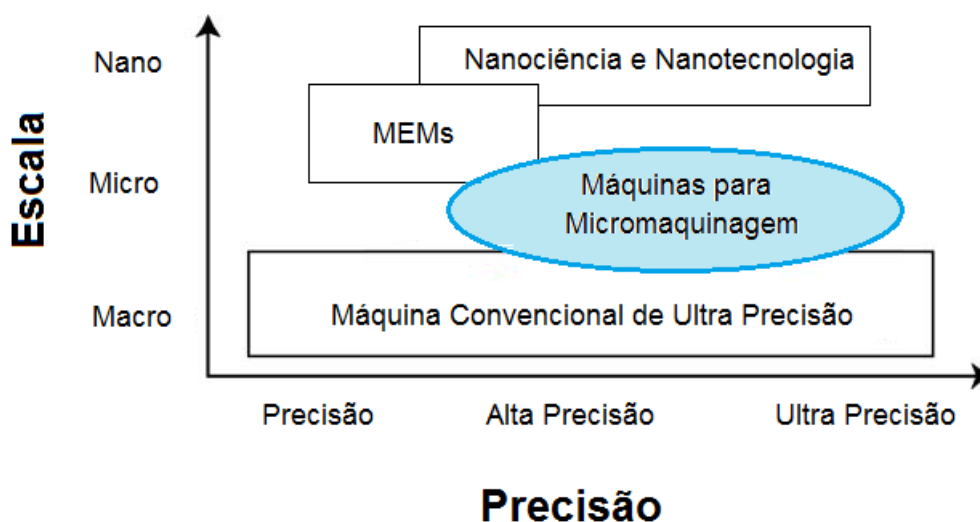 Nano
Nanociência e Nanotecnologia
MEMs
Escala
Micro
Máquinas para
Micromaquinagem
Macro
Máquina Convencional de Ultra Precisão
Precisão
Alta Precisão
Ultra Precisão
Precisão